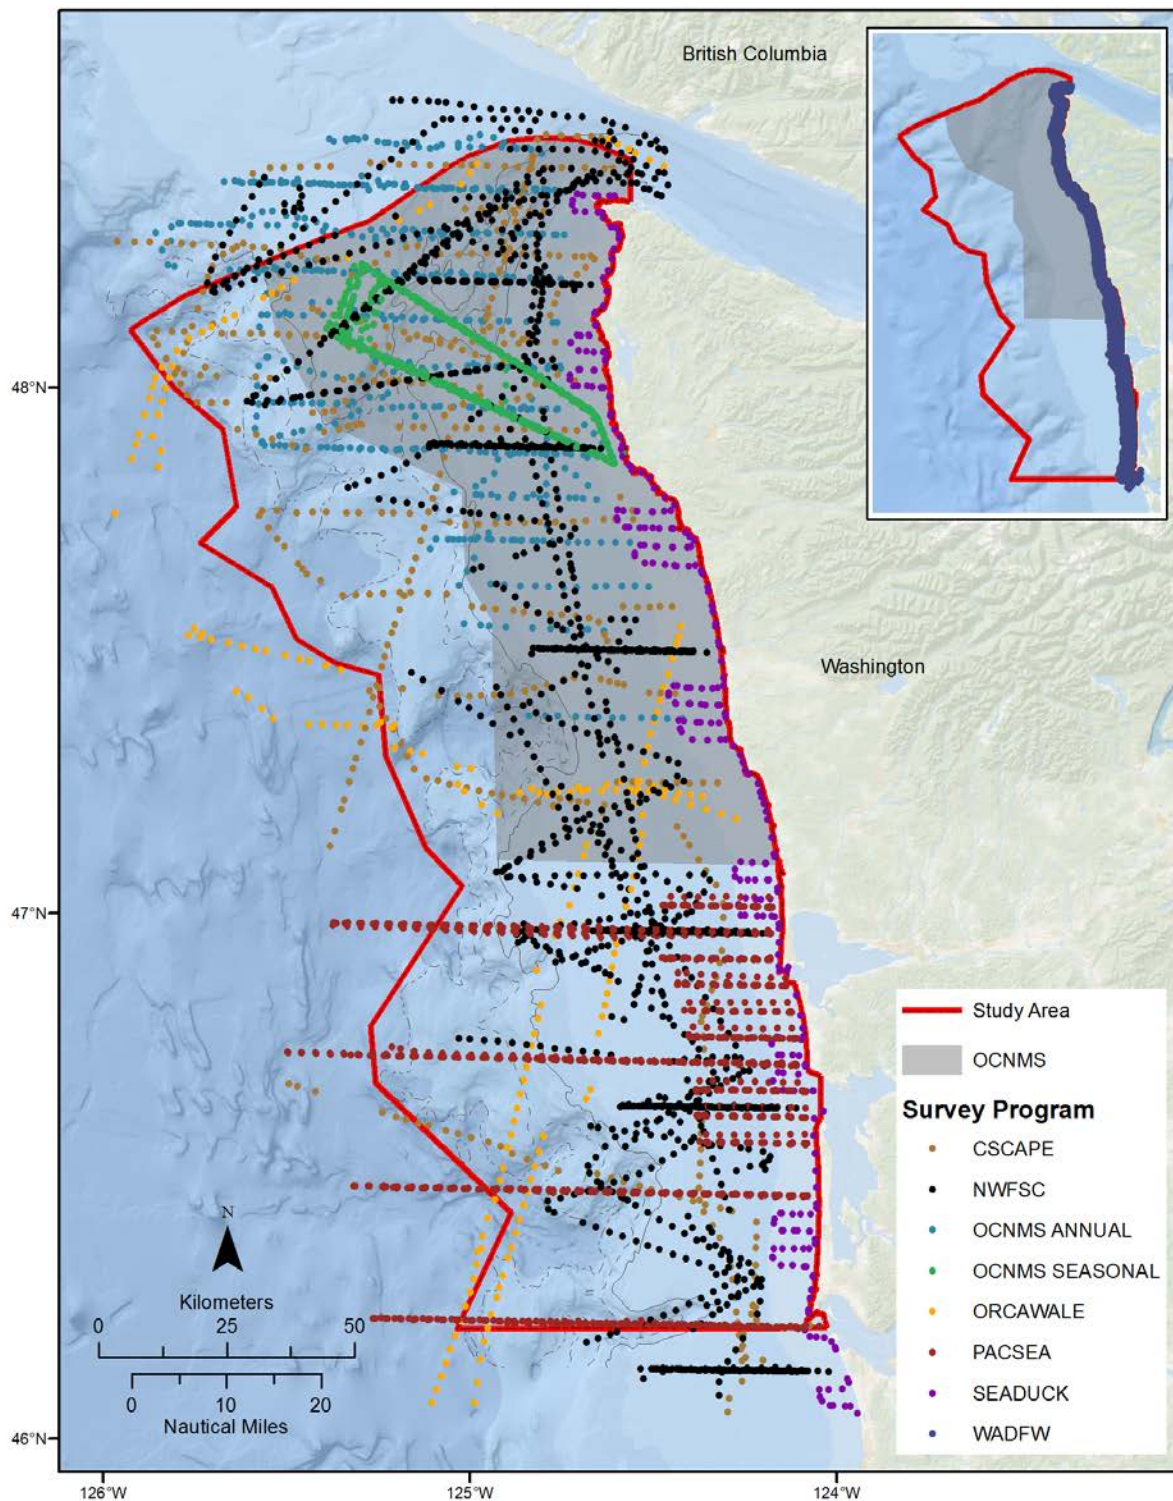 British Columbia
48°N
Washington
47°N
Study Area
OCNMS
Survey Program
CSCAPE
NWFSC
OCNMS ANNUAL
OCNMS SEASONAL
ORCAWALE
PACSEA
SEADUCK
WADFW
N
Kilometers
0 25 50
0 10 20
Nautical Miles
46°N
126°W 125°W 124°W